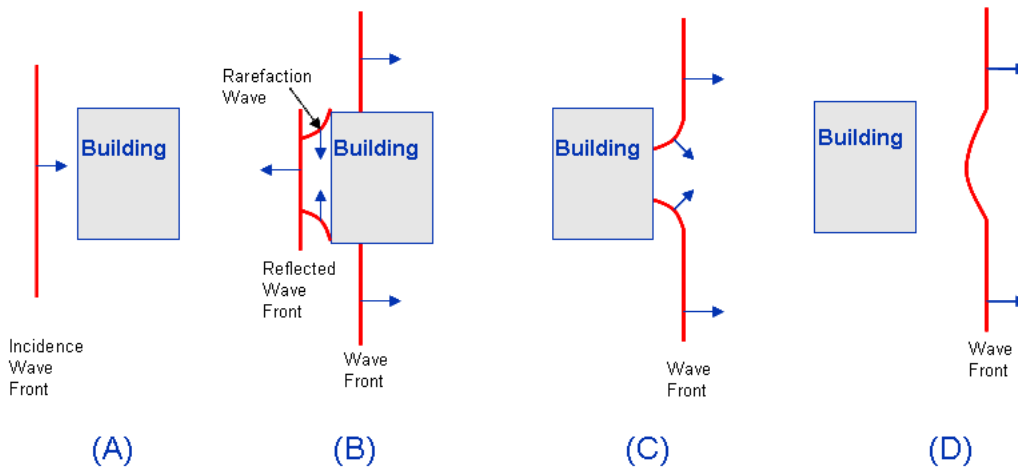 Building
Incidence
Wave
Front
(A)
Rarefaction
Wave
Building
Reflected
Wave
Front
Wave
Front
(B)
Building
Wave
Front
(C)
Building
Wave
Front
(D)